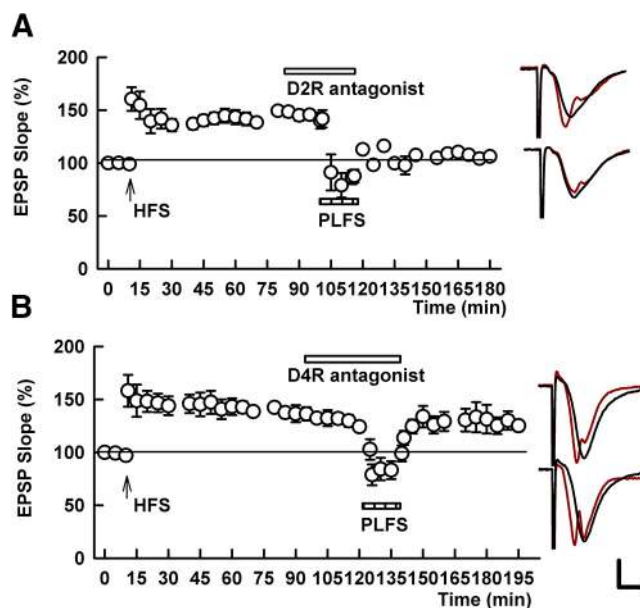 A
EPSP Slope (%)
200
150
100
50
0
D2R antagonist
HFS
PLFS
0 15 30 45 60 75 90 105 120 135 150 165 180
Time (min)
B
EPSP Slope (%)
200
150
100
50
0
D4R antagonist
HFS
PLFS
0 15 30 45 60 75 90 105 120 135 150 165 180 195
Time (min)